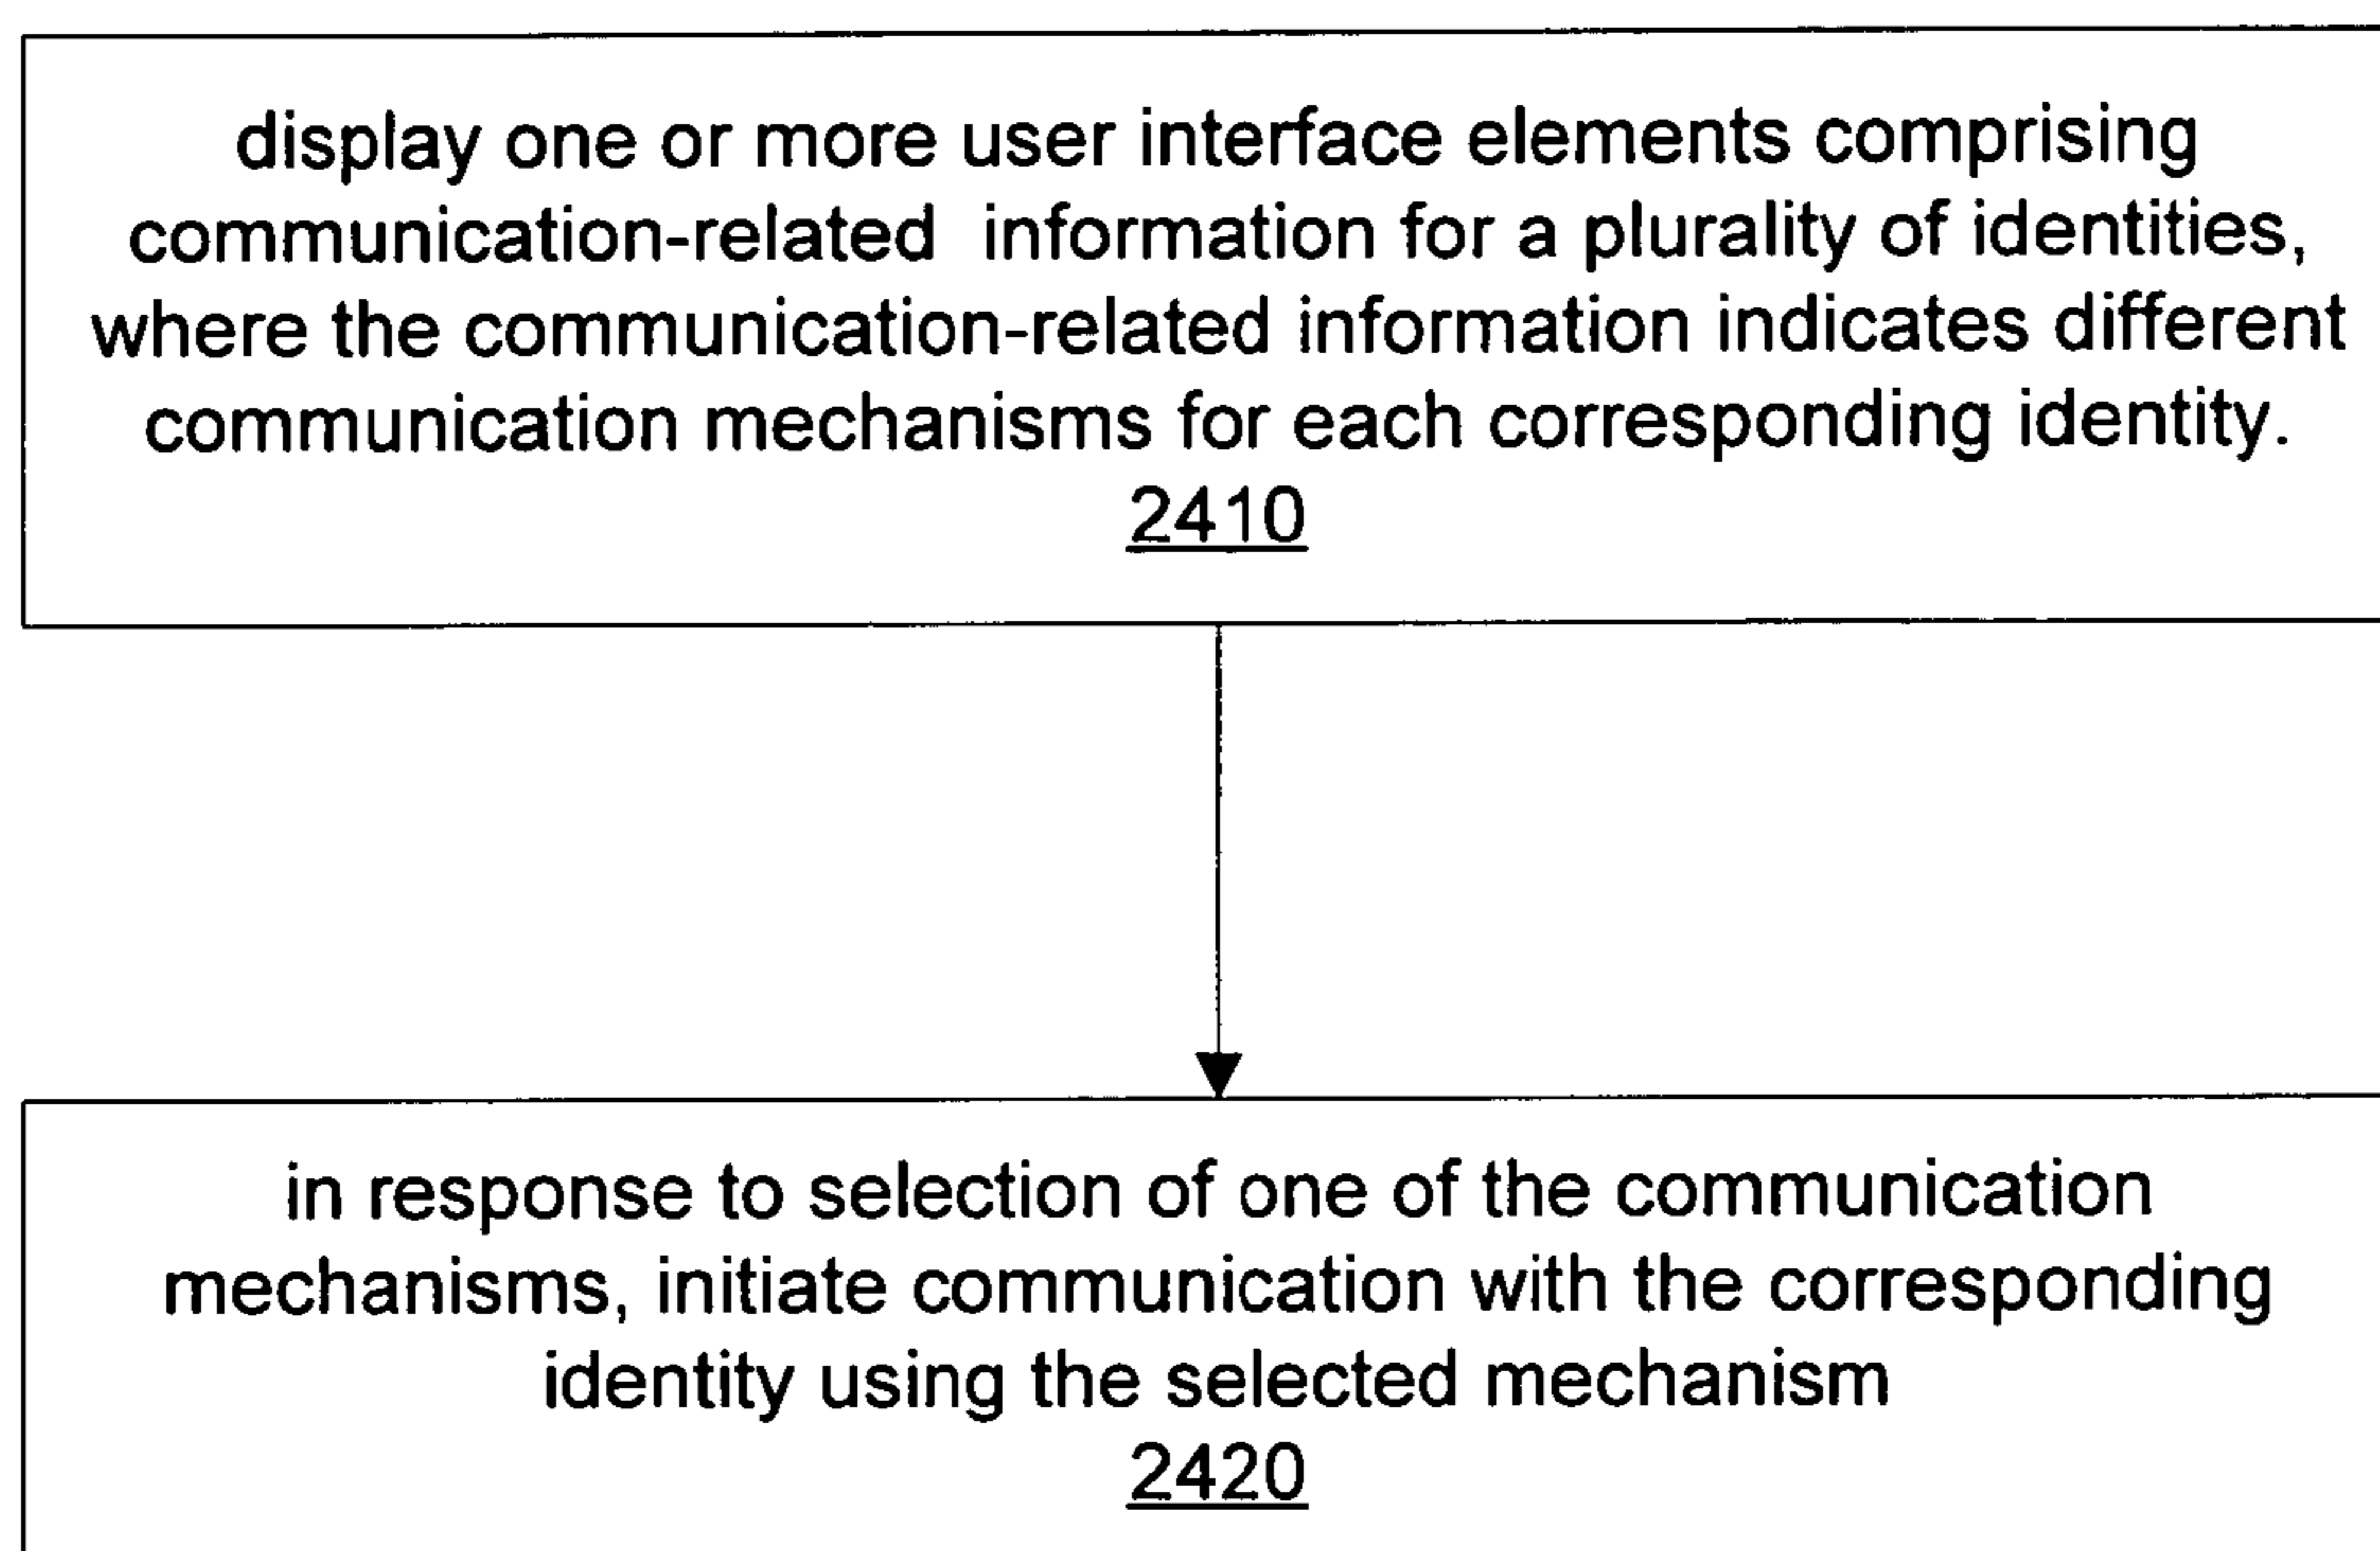 display one or more user interface elements comprising
communication-related information for a plurality of identities,
where the communication-related information indicates different
communication mechanisms for each corresponding identity.
2410
in response to selection of one of the communication
mechanisms, initiate communication with the corresponding
identity using the selected mechanism
2420